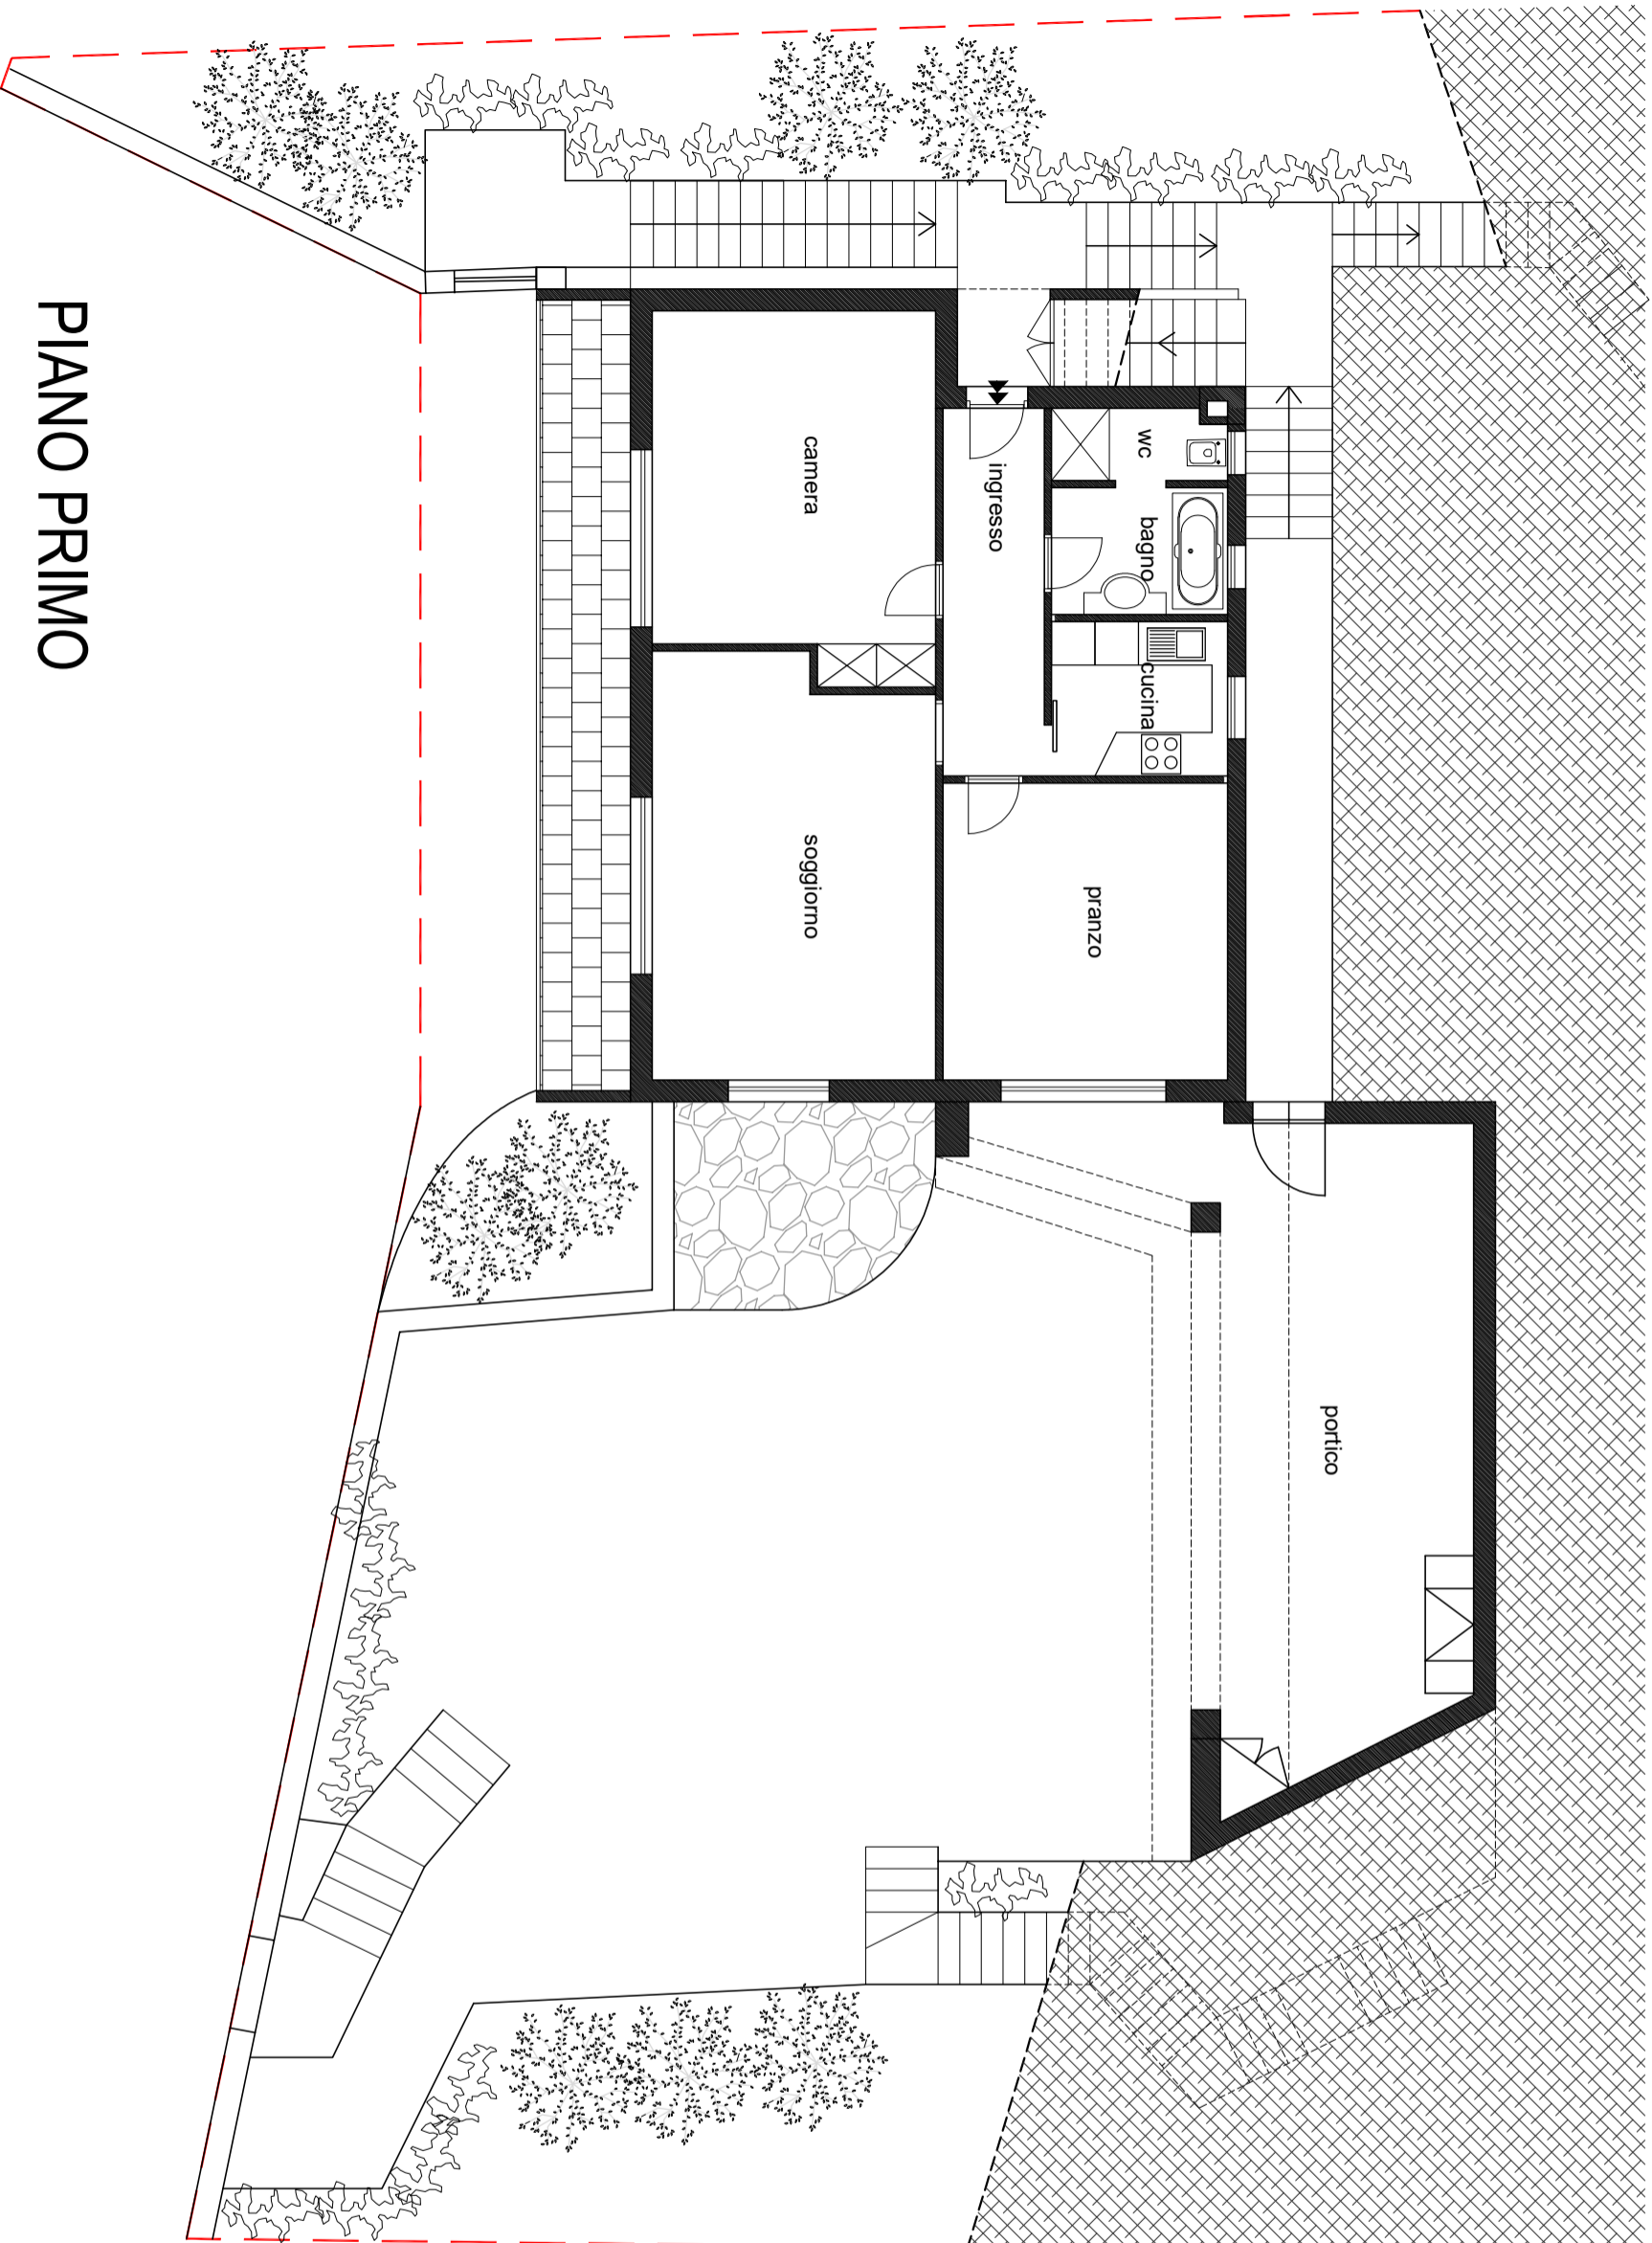 wc
bagno
cucina
ingresso
pranzo
camera
soggiorno
portico
PIANO PRIMO